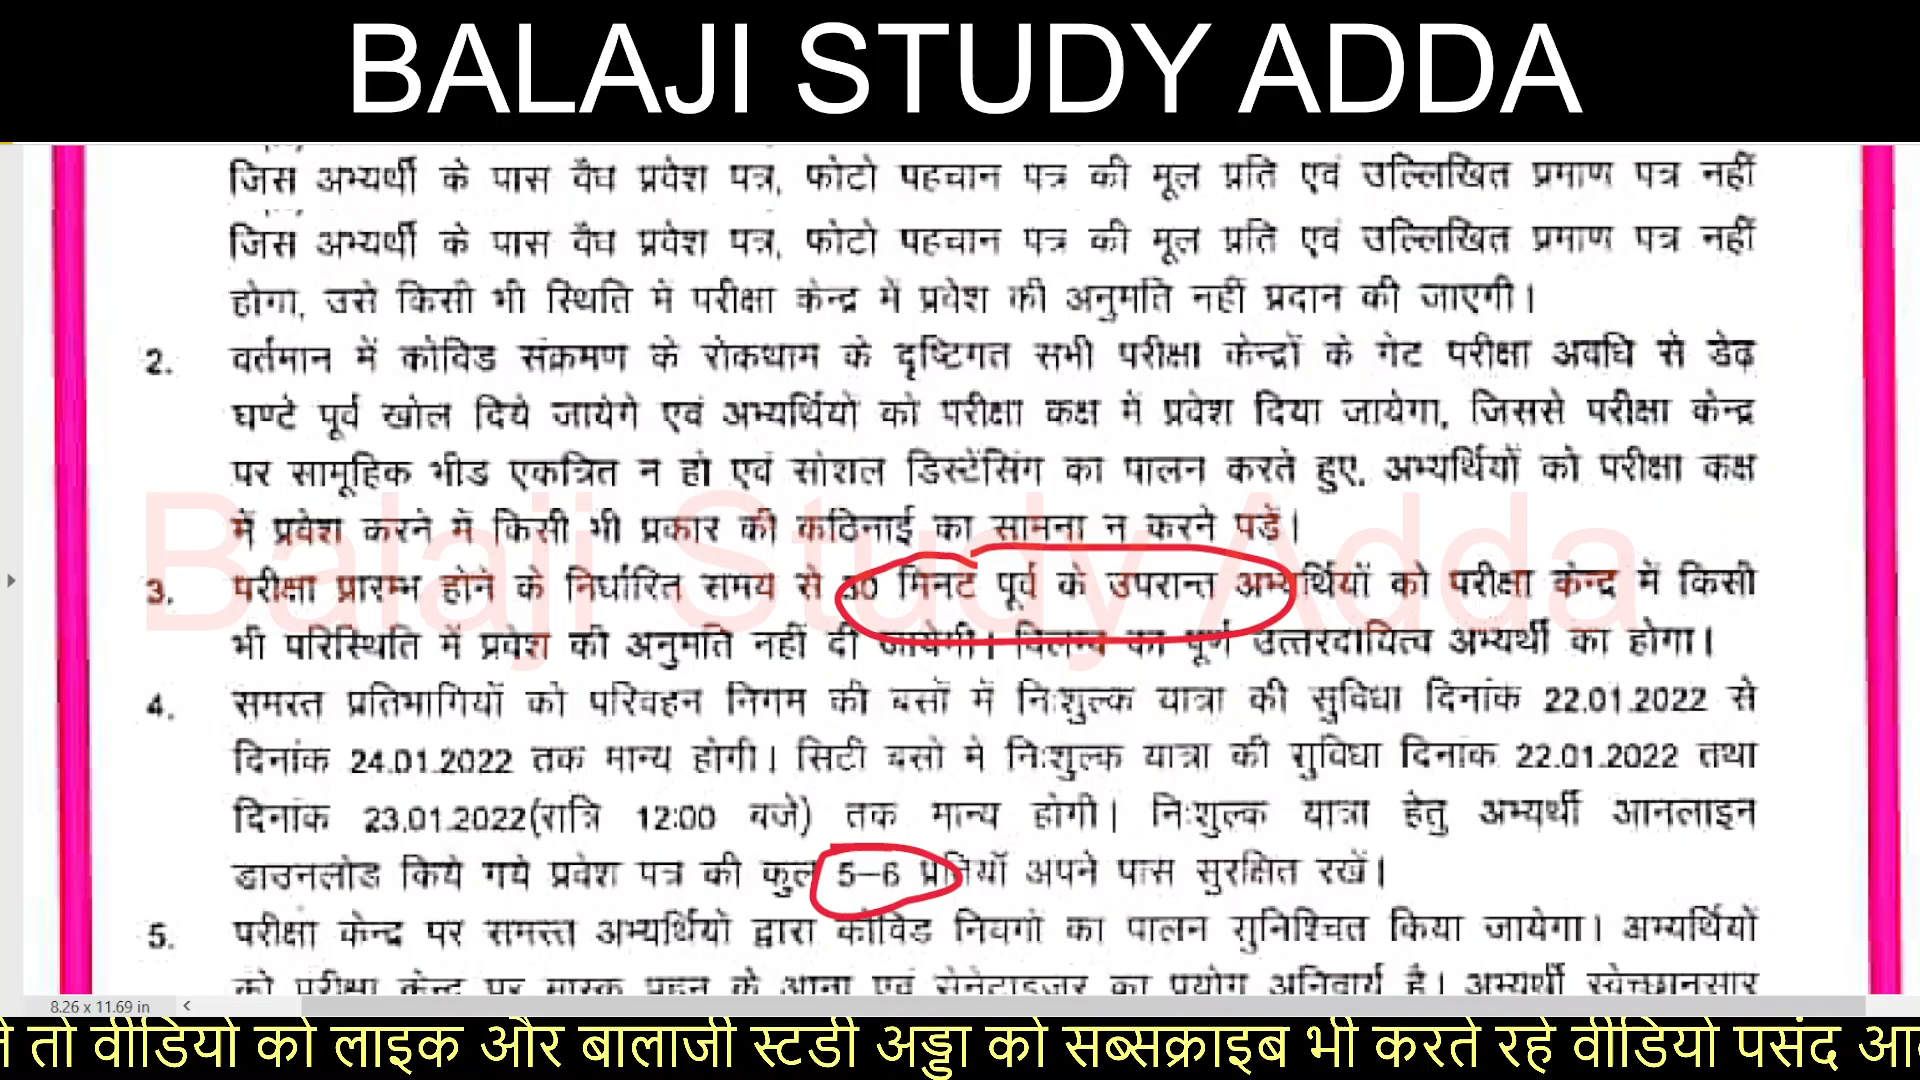 BALAJI STUDY ADDA
जिस अभ्यर्थी के पास वैध प्रवेश पत्र, फोटो पहचान पत्र की मूल प्रति एवं उल्लिखित प्रमाण पत्र नहीं
जिस अभ्यर्थी के पास वैध प्रवेश पत्र, फोटो पहचान पत्र की मूल प्रति एवं उल्लिखित प्रमाण पत्र नहीं
होगा, उसे किसी भी स्थिति में परीक्षा केन्द्र में प्रवेश की अनुमति नहीं प्रदान की जाएगी।
2. वर्तमान में कोविड संक्रमण के रोकथाम के दृष्टिगत सभी परीक्षा केन्द्रों के गेट परीक्षा अवधि से डेढ़
घण्टे पूर्व खोल दिये जायेगे एवं अभ्यर्थियों को परीक्षा कक्ष में प्रवेश दिया जायेगा, जिससे परीक्षा केन्द्र
पर सामूहिक भीड एकत्रित न हो एवं सोशल डिस्टेंसिंग का पालन करते हुए, अभ्यर्थियों को परीक्षा कक्ष
में प्रवेश करने में किसी भी प्रकार की कठिनाई का सामना न करने पडें।
Balaji Study Adda
3. परीक्षा प्रारम्भ होने के निर्धारित समय से मिनट पूर्व के उपरान्त अभ्यर्थियों को परीक्षा केन्द्र में किसी
भी परिस्थिति में प्रवेश की अनुमति नहीं दी जायेगी। विलम्ब का पूर्ण उत्तरदायित्व अभ्यर्थी का होगा।
4. समस्त प्रतिभागियों को परिवहन निगम की बसों में निःशुल्क यात्रा की सुविधा दिनांक 22.01.2022 से
दिनांक 24.01.2022 तक मान्य होगी। सिटी बसो मे निःशुल्क यात्रा की सुविधा दिनांक 22.01.2022 तथा
दिनांक 23.01.2022(रात्रि 12:00 बजे) तक मान्य होगी। निःशुल्क यात्रा हेतु अभ्यर्थी आनलाइन
डाउनलोड किये गये प्रवेश पत्र की कुल 5–6 प्रतियॉ अपने पास सुरक्षित रखें।
5. परीक्षा केन्द्र पर समस्त अभ्यर्थियों द्वारा कोविड नियमों का पालन सुनिश्चित किया जायेगा। अभ्यर्थियों
को परीक्षा केन्द्र पर मास्क पहन के आना एवं सेनेटाइजर का प्रयोग अनिवार्य है। अभ्यर्थी स्वेच्छानुसार
8.26 x 11.69 in
तो वीडियो को लाइक और बालाजी स्टडी अड्डा को सब्सक्राइब भी करते रहे वीडियो पसंद